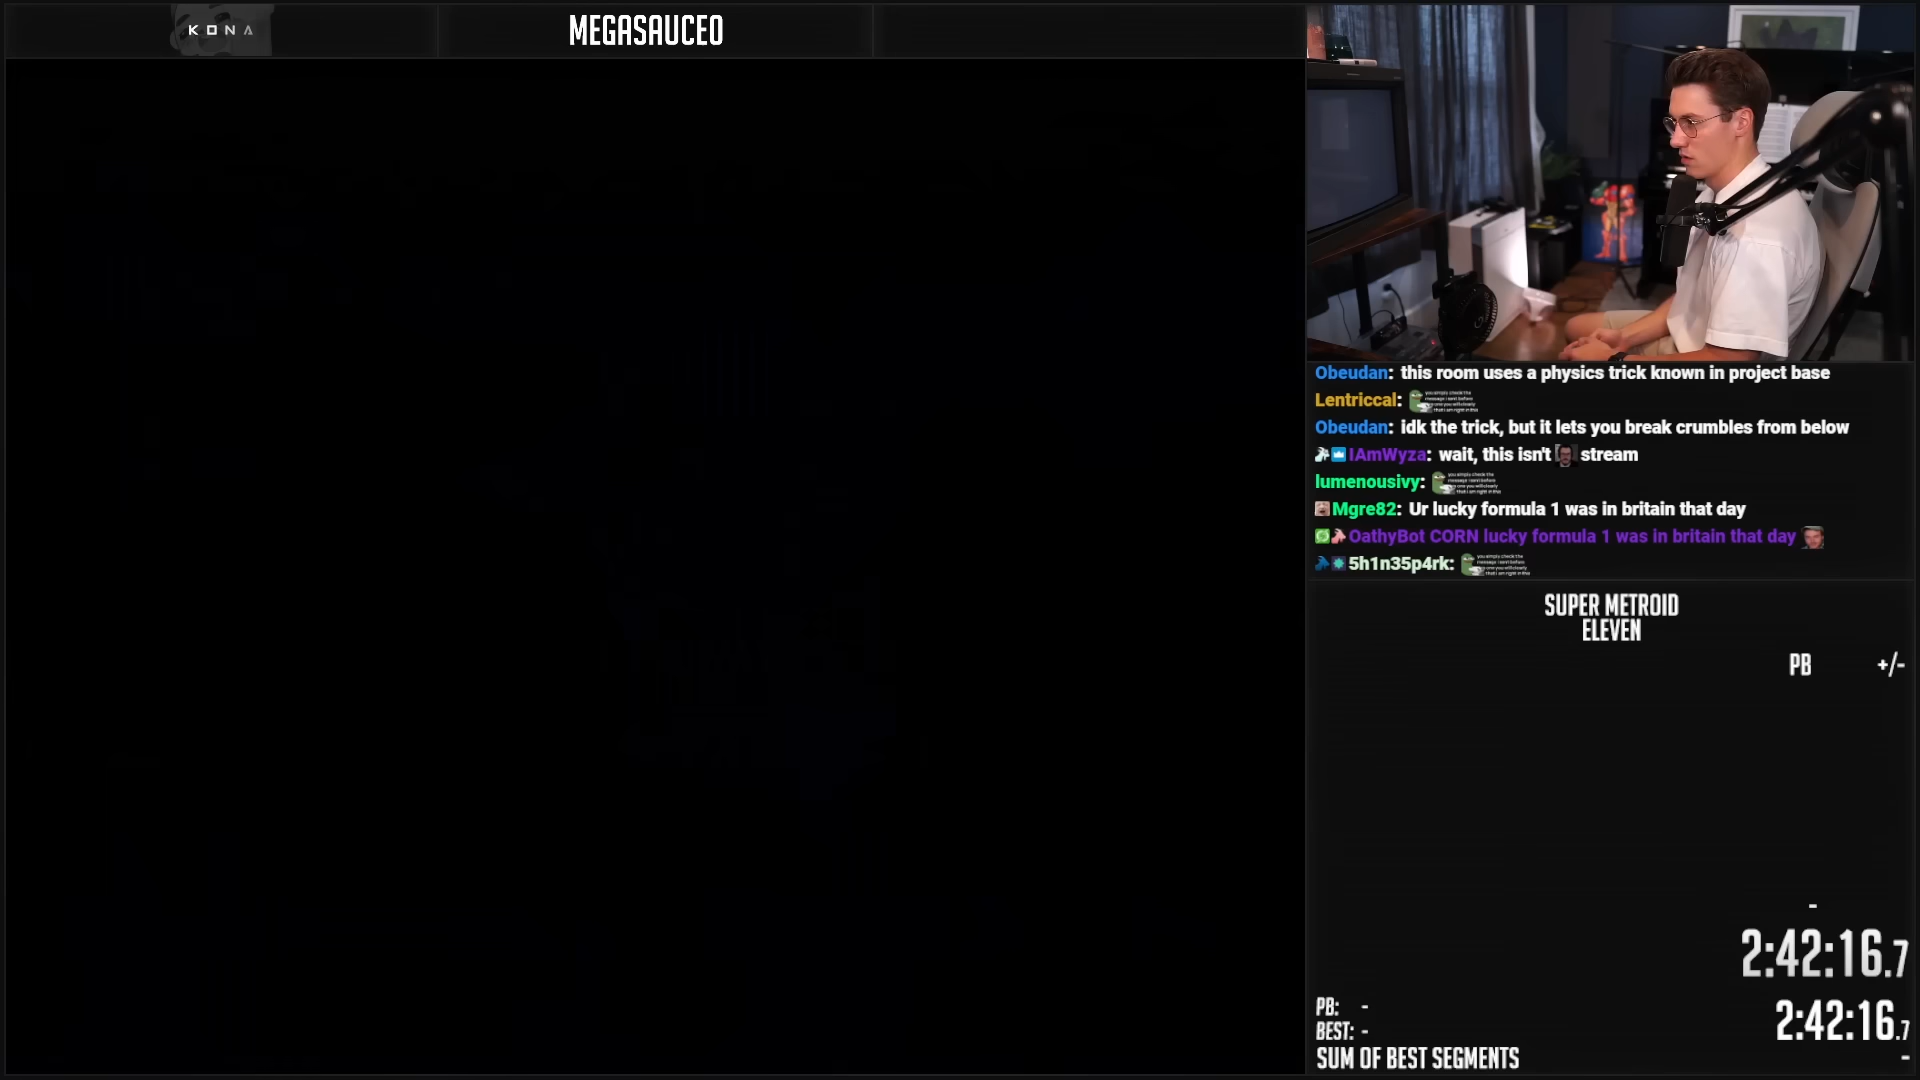 KONA
MEGASAUCEO
Obeudan: this room uses a physics trick known in project base
Lentriccal:
Obeudan: idk the trick, but it lets you break crumbles from below
IAmWyza: wait, this isn't stream
lumenousivy:
Mgre82: Ur lucky formula 1 was in britain that day
OathyBot CORN lucky formula 1 was in britain that day
5h1n35p4rk:
SUPER METROID
ELEVEN
PB +/-
-
2:42:16.7
PB: -
2:42:16.7
BEST: -
SUM OF BEST SEGMENTS -